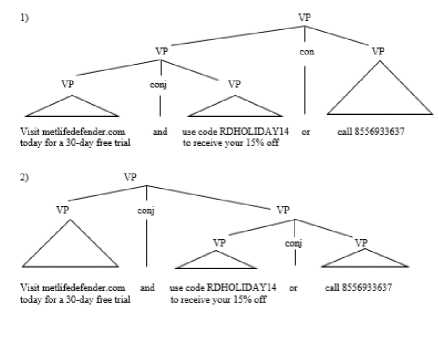 1)
VP
VP
con
VP
VP
conj
VP
Visit metlifedefender.com and use code RDHOLIDAY14 or call 8556933637
today for a 30-day free trial to receive your 15% off
2)
VP
VP
conj
VP
VP
conj
VP
Visit metlifedefender.com and use code RDHOLIDAY14 or call 8556933637
today for a 30-day free trial to receive your 15% off